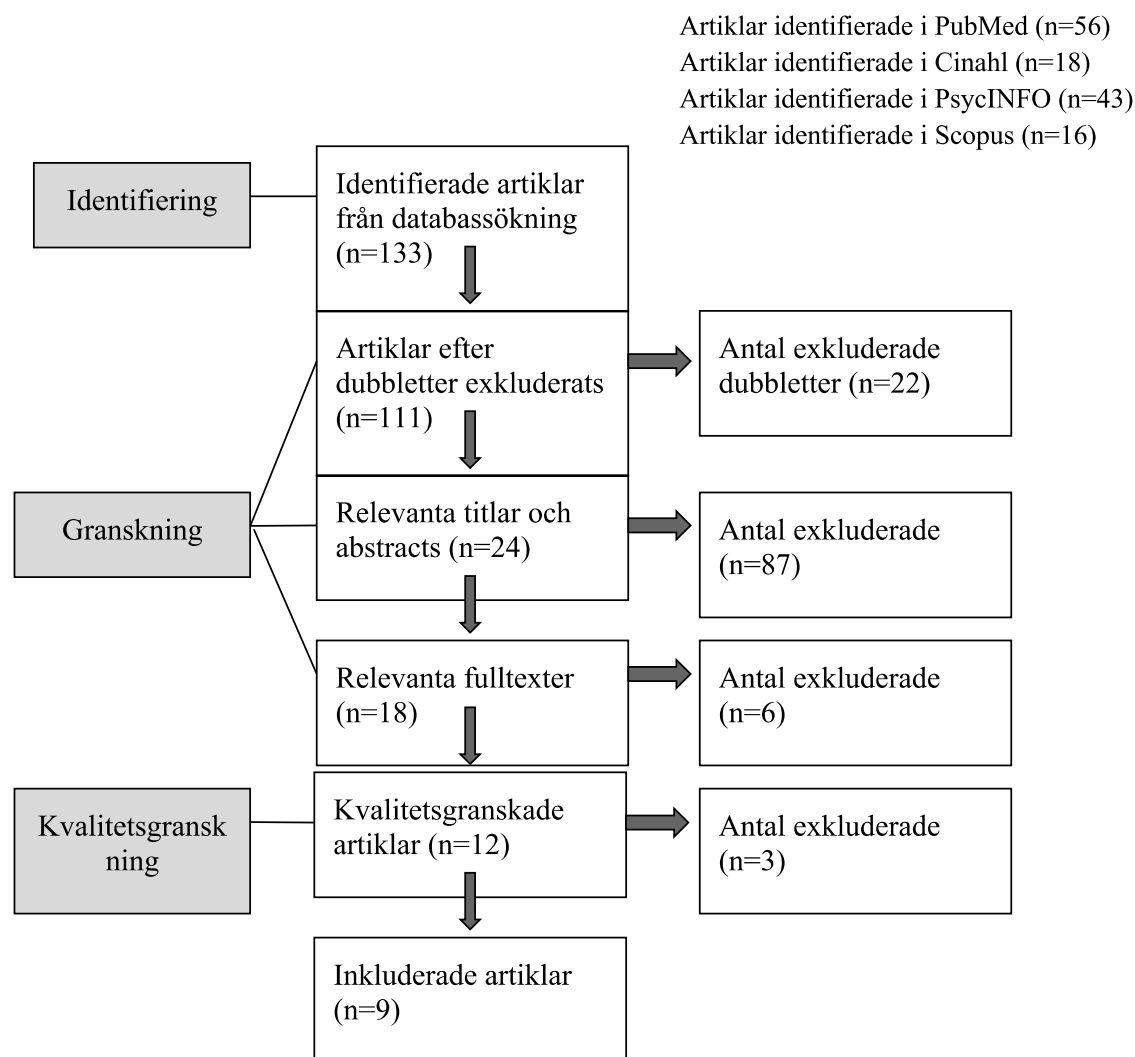 Artiklar identifierade i PubMed (n=56)
Artiklar identifierade i Cinahl (n=18)
Artiklar identifierade i PsycINFO (n=43)
Artiklar identifierade i Scopus (n=16)
Identifiering
Identifierade artiklar
från databassökning
(n=133)
Artiklar efter
dubbletter exkluderats
(n=111)
Antal exkluderade
dubbletter (n=22)
Granskning
Relevanta titlar och
abstracts (n=24)
Antal exkluderade
(n=87)
Relevanta fulltexter
(n=18)
Antal exkluderade
(n=6)
Kvalitetsgransk
ning
Kvalitetsgranskade
artiklar (n=12)
Antal exkluderade
(n=3)
Inkluderade artiklar
(n=9)